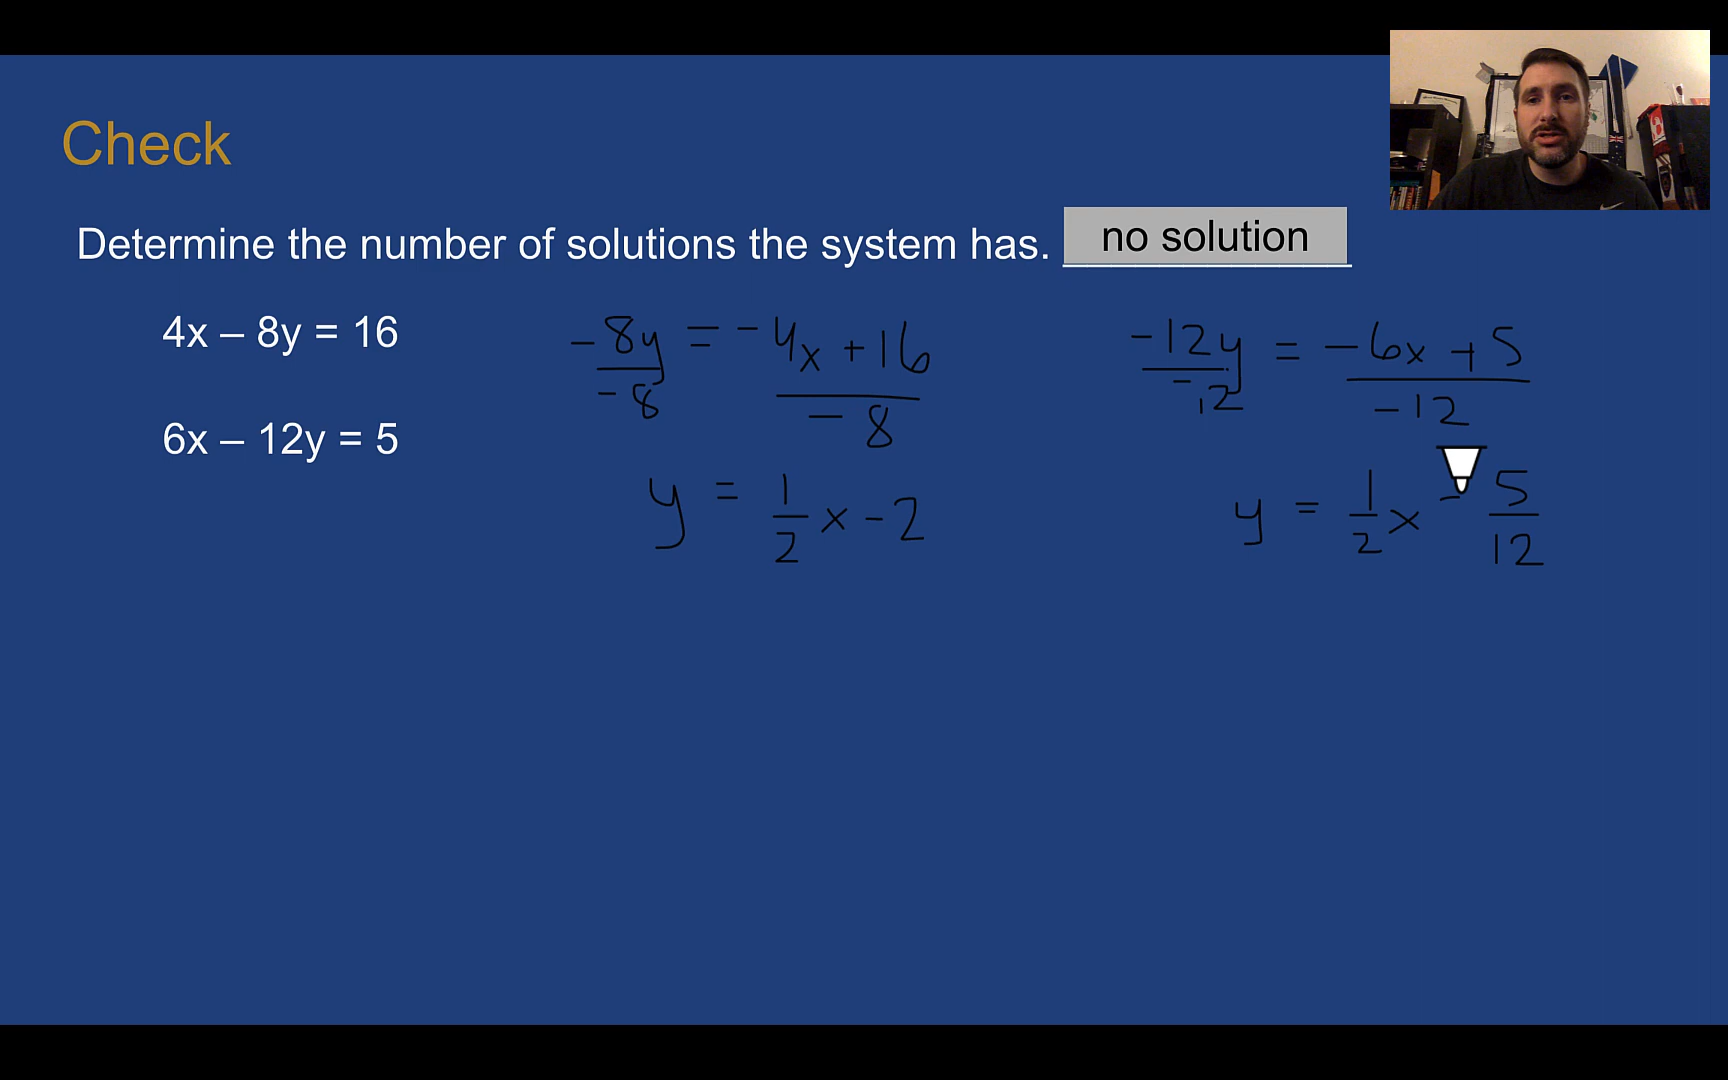 Check
Determine the number of solutions the system has. no solution
4x – 8y = 16
6x – 12y = 5
-8y = -4x + 16
-8 -8
y = 1/2 x - 2
-12y = -6x + 5
-12 -12
y = 1/2 x - 5/12